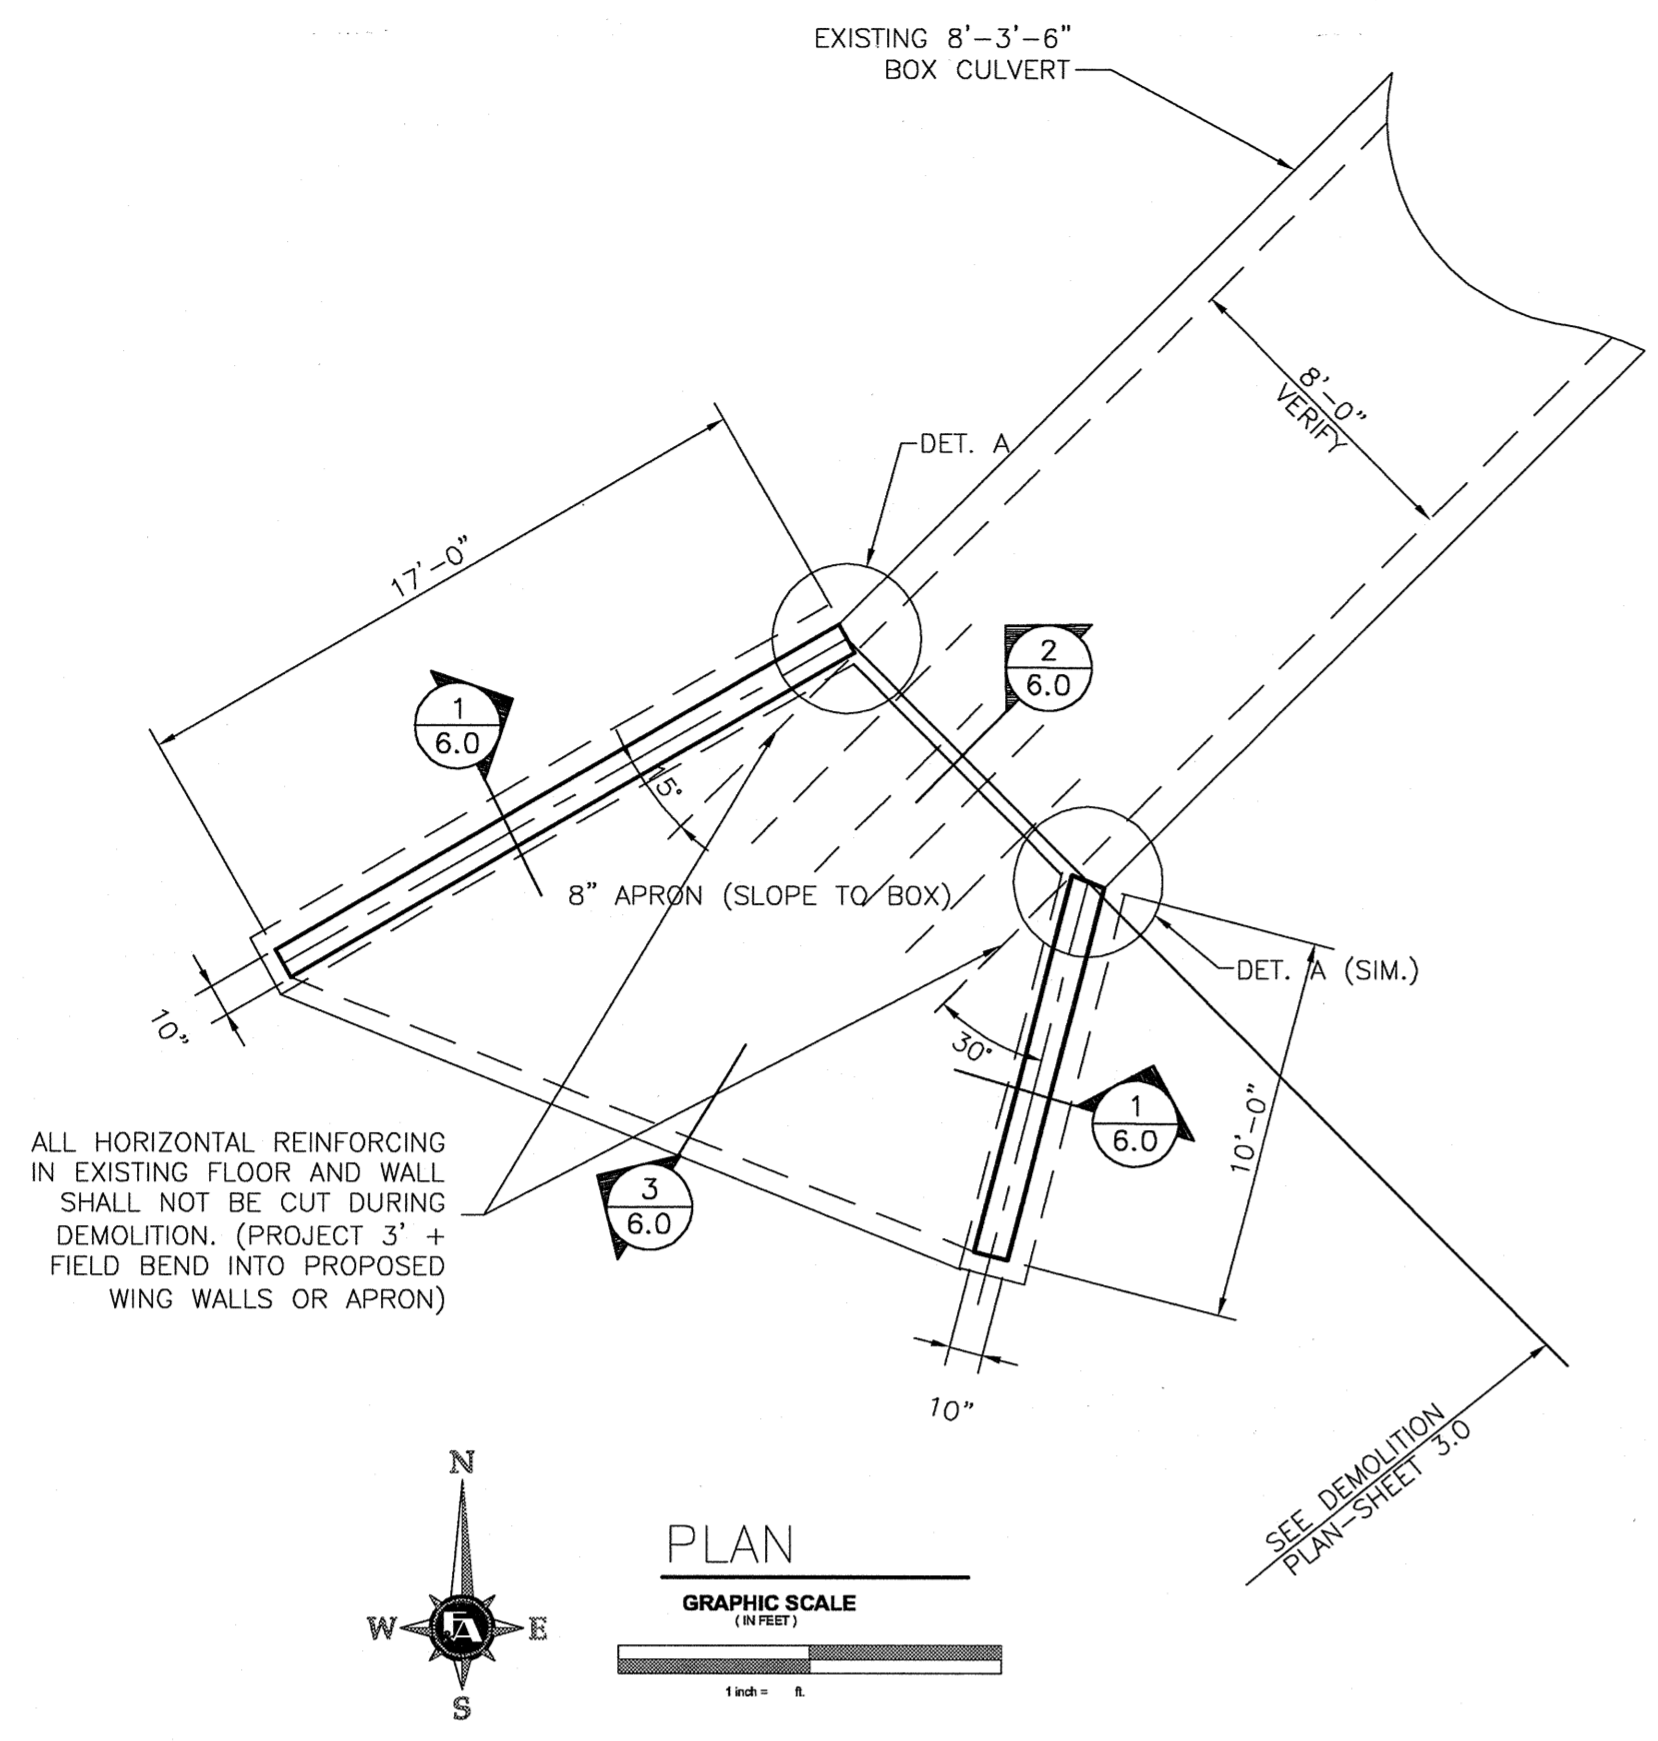 EXISTING 8'-3'-6"
BOX CULVERT
8'-0"
VERIFY
DET. A
17'-0"
2
6.0
1
6.0
15°
8" APRON (SLOPE TO BOX)
DET. A (SIM.)
10"
30°
1
6.0
10'-0"
ALL HORIZONTAL REINFORCING
IN EXISTING FLOOR AND WALL
SHALL NOT BE CUT DURING
DEMOLITION. (PROJECT 3' +
FIELD BEND INTO PROPOSED
WING WALLS OR APRON)
3
6.0
10"
SEE DEMOLITION
PLAN-SHEET 3.0
N
W
E
S
PLAN
GRAPHIC SCALE
( IN FEET )
1 inch = ft.